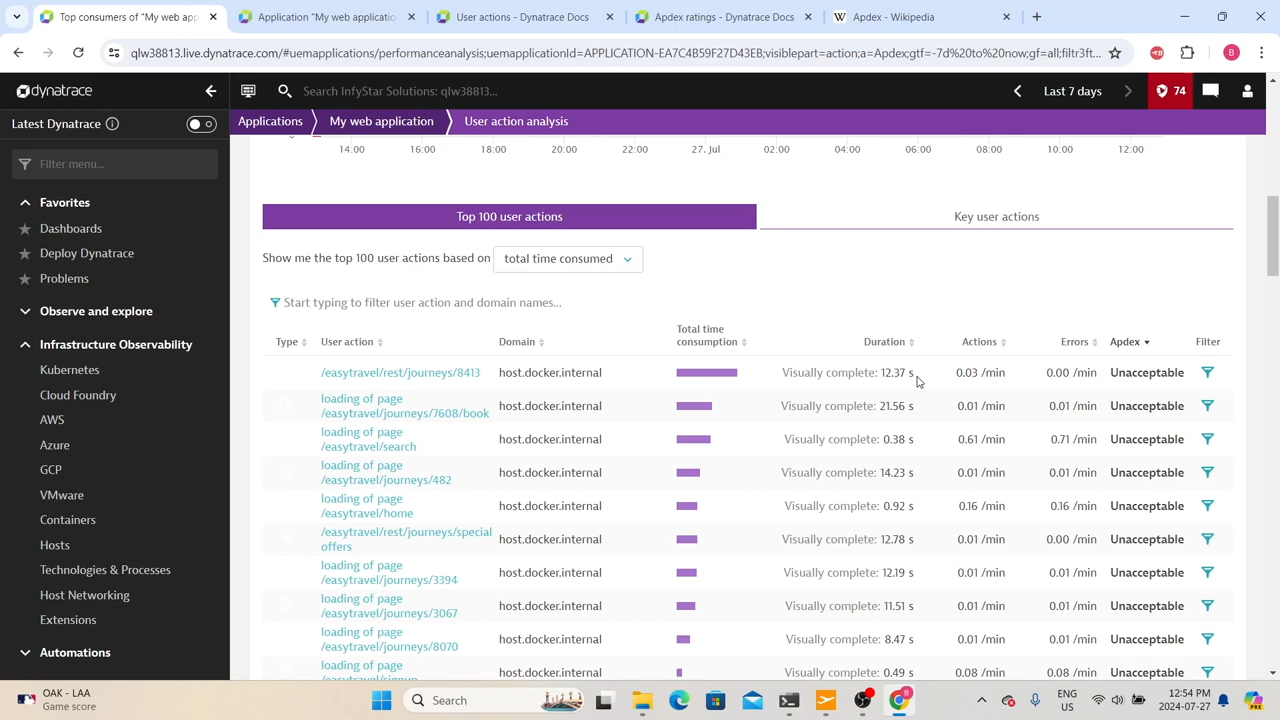 Top consumers of "My web app
Application "My web applicatio
User actions - Dynatrace Docs
Apdex ratings - Dynatrace Docs
Apdex - Wikipedia
qlw38813.live.dynatrace.com/#uemapplications/performanceanalysis;uemapplicationId=APPLICATION-EA7C4B59F27D43EB;visiblepart=action;a=Apdex;gtf=-7d%20to%20now;gf=all;filtr3ft...
B
dynatrace
Search InfyStar Solutions: qlw38813...
Last 7 days
74
Latest Dynatrace
Applications
My web application
User action analysis
Filter menu...
Favorites
Dashboards
Deploy Dynatrace
Problems
Observe and explore
Infrastructure Observability
Kubernetes
Cloud Foundry
AWS
Azure
GCP
VMware
Containers
Hosts
Technologies & Processes
Host Networking
Extensions
Automations
14:00 16:00 18:00 20:00 22:00 27. Jul 02:00 04:00 06:00 08:00 10:00 12:00
Top 100 user actions
Key user actions
Show me the top 100 user actions based on total time consumed
Start typing to filter user action and domain names...
Type User action Domain Total time consumption Duration Actions Errors Apdex Filter
/easytravel/rest/journeys/8413 host.docker.internal Visually complete: 12.37 s 0.03 /min 0.00 /min Unacceptable
loading of page
/easytravel/journeys/7608/book host.docker.internal Visually complete: 21.56 s 0.01 /min 0.01 /min Unacceptable
loading of page
/easytravel/search host.docker.internal Visually complete: 0.38 s 0.61 /min 0.71 /min Unacceptable
loading of page
/easytravel/journeys/482 host.docker.internal Visually complete: 14.23 s 0.01 /min 0.01 /min Unacceptable
loading of page
/easytravel/home host.docker.internal Visually complete: 0.92 s 0.16 /min 0.16 /min Unacceptable
/easytravel/rest/journeys/special
offers host.docker.internal Visually complete: 12.78 s 0.01 /min 0.00 /min Unacceptable
loading of page
/easytravel/journeys/3394 host.docker.internal Visually complete: 12.19 s 0.01 /min 0.01 /min Unacceptable
loading of page
/easytravel/journeys/3067 host.docker.internal Visually complete: 11.51 s 0.01 /min 0.01 /min Unacceptable
loading of page
/easytravel/journeys/8070 host.docker.internal Visually complete: 8.47 s 0.01 /min 0.01 /min Unacceptable
loading of page
/easytravel/signup host.docker.internal Visually complete: 0.49 s 0.08 /min 0.08 /min Unacceptable
OAK - LAA
Game score
Search
ENG
US
12:54 PM
2024-07-27
PRE